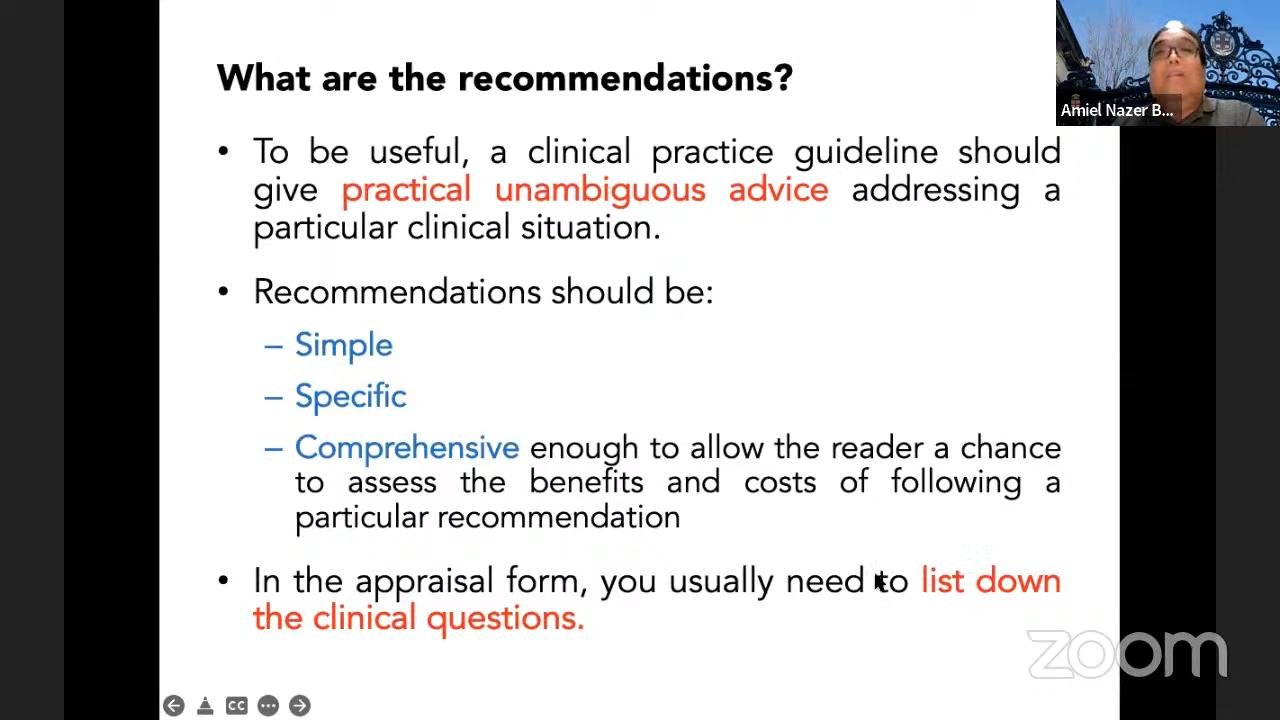 What are the recommendations?
Amiel Nazer B...
• To be useful, a clinical practice guideline should
give practical unambiguous advice addressing a
particular clinical situation.
• Recommendations should be:
– Simple
– Specific
– Comprehensive enough to allow the reader a chance
to assess the benefits and costs of following a
particular recommendation
• In the appraisal form, you usually need to list down
the clinical questions.
zoom
CC